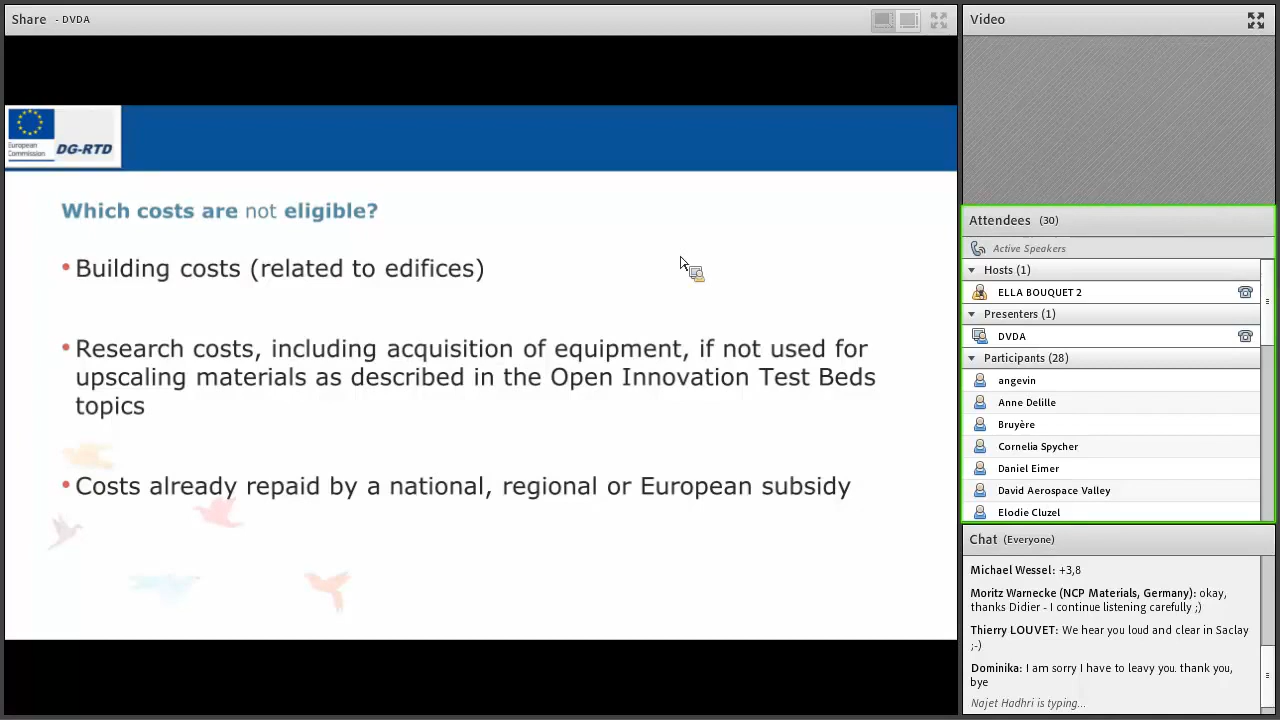 Share - DVDA
European
Commission
DG-RTD
Which costs are not eligible?
• Building costs (related to edifices)
• Research costs, including acquisition of equipment, if not used for
upscaling materials as described in the Open Innovation Test Beds
topics
• Costs already repaid by a national, regional or European subsidy
Video
Attendees (30)
Active Speakers
Hosts (1)
ELLA BOUQUET 2
Presenters (1)
DVDA
Participants (28)
angevin
Anne Delille
Bruyère
Cornelia Spycher
Daniel Eimer
David Aerospace Valley
Elodie Cluzel
Chat (Everyone)
Michael Wessel: +3,8
Moritz Warnecke (NCP Materials, Germany): okay,
thanks Didier - I continue listening carefully ;)
Thierry LOUVET: We hear you loud and clear in Saclay
;-)
Dominika: I am sorry I have to leavy you. thank you,
bye
Najet Hadhri is typing...